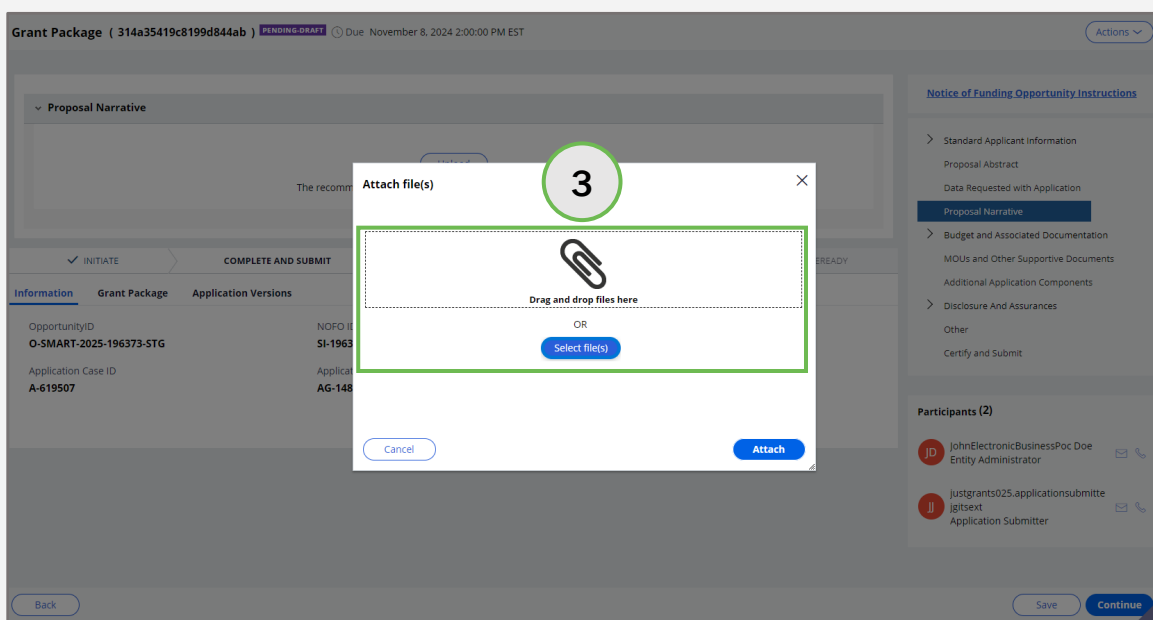 Grant Package ( 314a35419c8199d844ab ) PENDING-DRAFT Due November 8, 2024 2:00:00 PM EST
Actions
Proposal Narrative
Upload
The recomm
Attach file(s)
3
Drag and drop files here
OR
Select file(s)
Cancel
Attach
INITIATE
COMPLETE AND SUBMIT
EREADY
Information Grant Package Application Versions
OpportunityID
O-SMART-2025-196373-STG
NOFO ID
SI-1963
Application Case ID
A-619507
Applicat
AG-148
Notice of Funding Opportunity Instructions
Standard Applicant Information
Proposal Abstract
Data Requested with Application
Proposal Narrative
Budget and Associated Documentation
MOUs and Other Supportive Documents
Additional Application Components
Disclosure And Assurances
Other
Certify and Submit
Participants (2)
JD
JohnElectronicBusinessPoc Doe
Entity Administrator
JJ
justgrants025.applicationsubmitte
jgitsext
Application Submitter
Back
Save
Continue